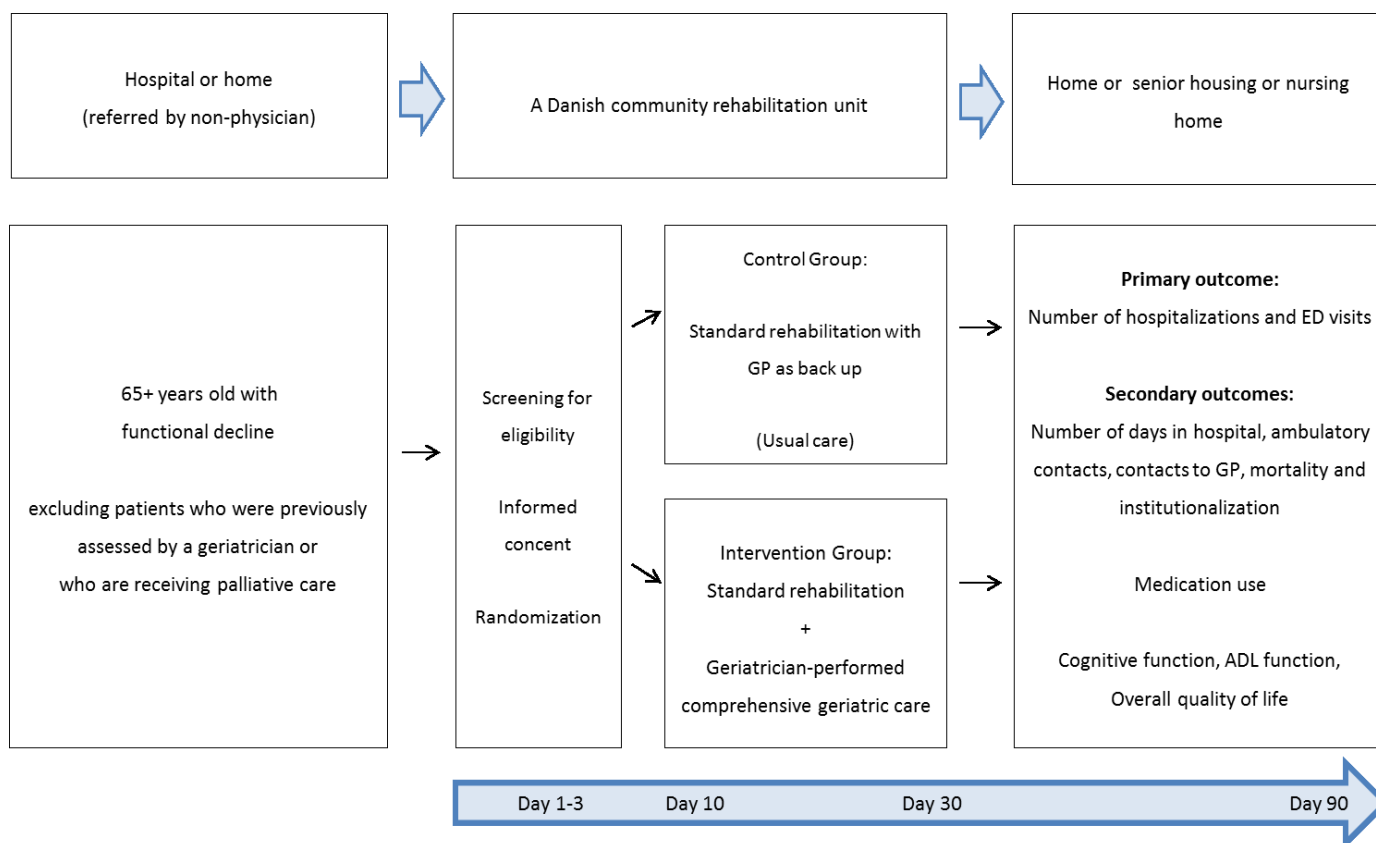 Hospital or home
(referred by non-physician)
A Danish community rehabilitation unit
Home or senior housing or nursing
home
65+ years old with
functional decline
excluding patients who were previously
assessed by a geriatrician or
who are receiving palliative care
Screening for
eligibility
Informed
concent
Randomization
Control Group:
Standard rehabilitation with
GP as back up
(Usual care)
Intervention Group:
Standard rehabilitation
+
Geriatrician-performed
comprehensive geriatric care
Primary outcome:
Number of hospitalizations and ED visits
Secondary outcomes:
Number of days in hospital, ambulatory
contacts, contacts to GP, mortality and
institutionalization
Medication use
Cognitive function, ADL function,
Overall quality of life
Day 1-3
Day 10
Day 30
Day 90